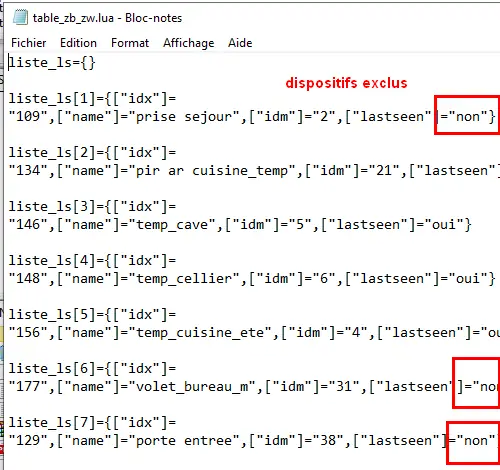 table_zb_zw.lua - Bloc-notes
Fichier Edition Format Affichage Aide
liste_ls={}
dispositifs exclus
liste_ls[1]={["idx"]=
"109",["name"]="prise sejour",["idm"]="2",["lastseen"]="non"}
liste_ls[2]={["idx"]=
"134",["name"]="pir ar cuisine_temp",["idm"]="21",["lastseen"]
liste_ls[3]={["idx"]=
"146",["name"]="temp_cave",["idm"]="5",["lastseen"]="oui"}
liste_ls[4]={["idx"]=
"148",["name"]="temp_cellier",["idm"]="6",["lastseen"]="oui"}
liste_ls[5]={["idx"]=
"156",["name"]="temp_cuisine_ete",["idm"]="4",["lastseen"]="ou
liste_ls[6]={["idx"]=
"177",["name"]="volet_bureau_m",["idm"]="31",["lastseen"]="non
liste_ls[7]={["idx"]=
"129",["name"]="porte entree",["idm"]="38",["lastseen"]="non"